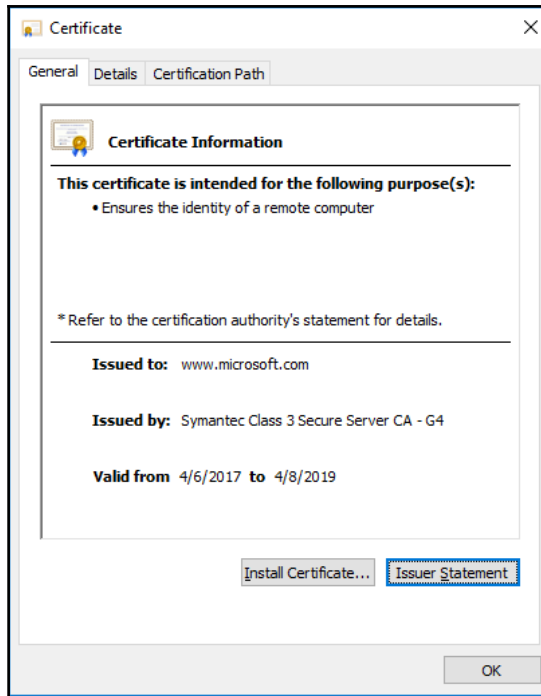 Certificate
General Details Certification Path
Certificate Information
This certificate is intended for the following purpose(s):
• Ensures the identity of a remote computer
* Refer to the certification authority's statement for details.
Issued to: www.microsoft.com
Issued by: Symantec Class 3 Secure Server CA - G4
Valid from 4/6/2017 to 4/8/2019
Install Certificate... Issuer Statement
OK